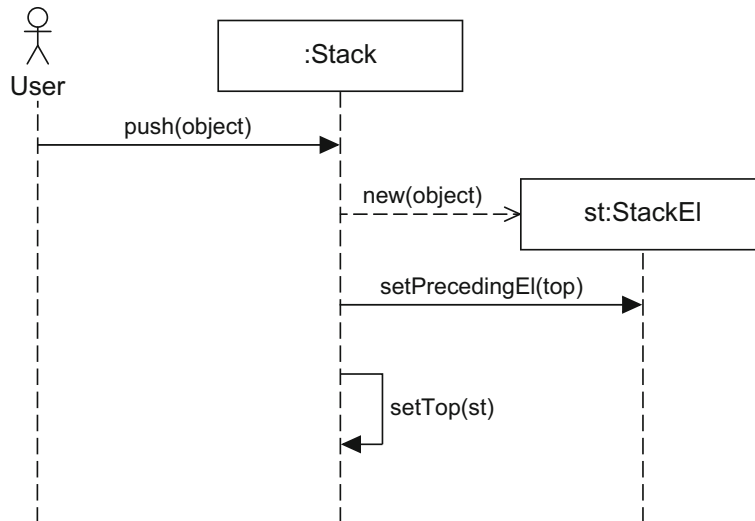 :Stack
User
push(object)
new(object)
st:StackEl
setPrecedingEl(top)
setTop(st)